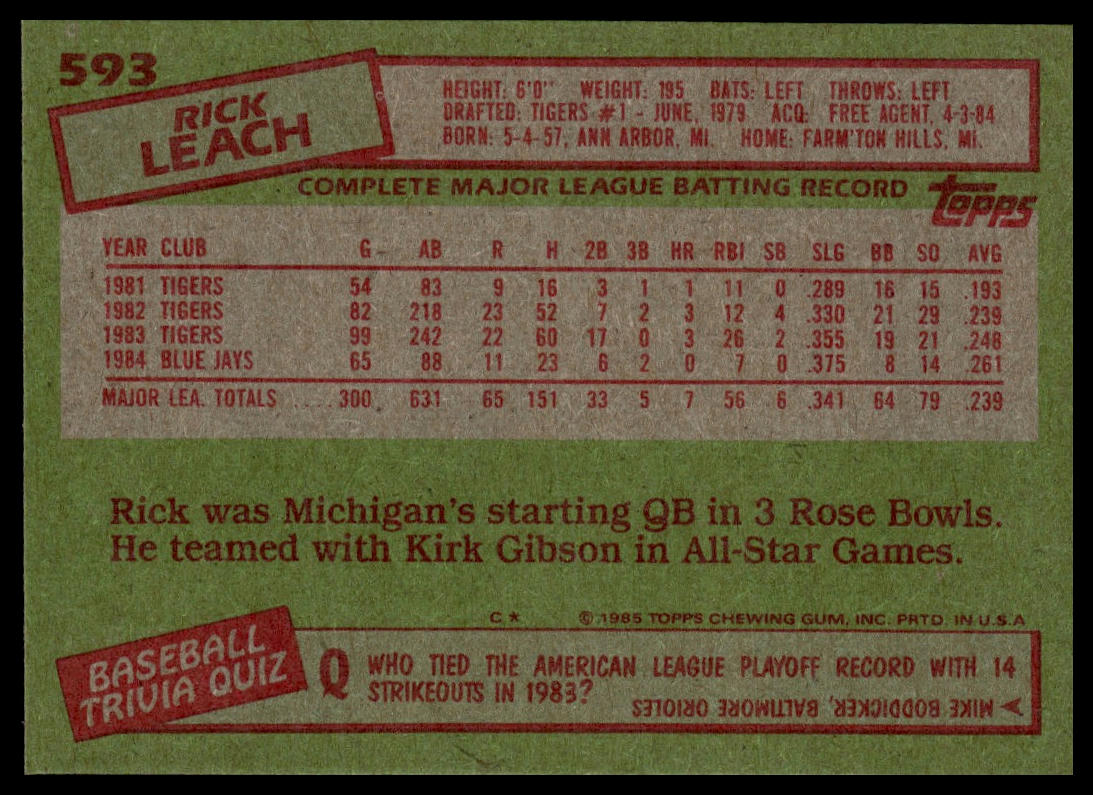 593
RICK
LEACH
HEIGHT: 6'0" WEIGHT: 195 BATS: LEFT THROWS: LEFT
DRAFTED: TIGERS #1 - JUNE, 1979 ACQ: FREE AGENT, 4-3-84
BORN: 5-4-57, ANN ARBOR, MI. HOME: FARM'TON HILLS, MI.
COMPLETE MAJOR LEAGUE BATTING RECORD
topps
YEAR CLUB G AB R H 2B 3B HR RBI SB SLG BB SO AVG
1981 TIGERS 54 83 9 16 3 1 1 11 0 .289 16 15 .193
1982 TIGERS 82 218 23 52 7 2 3 12 4 .330 21 29 .239
1983 TIGERS 99 242 22 60 17 0 3 26 2 .355 19 21 .248
1984 BLUE JAYS 65 88 11 23 6 2 0 7 0 .375 8 14 .261
MAJOR LEA. TOTALS ..... 300 631 65 151 33 5 7 56 6 .341 64 79 .239
Rick was Michigan's starting QB in 3 Rose Bowls.
He teamed with Kirk Gibson in All-Star Games.
C * © 1985 TOPPS CHEWING GUM, INC. PRTD. IN U.S.A
BASEBALL
TRIVIA QUIZ
Q WHO TIED THE AMERICAN LEAGUE PLAYOFF RECORD WITH 14
STRIKEOUTS IN 1983?
A MIKE BODDICKER, BALTIMORE ORIOLES